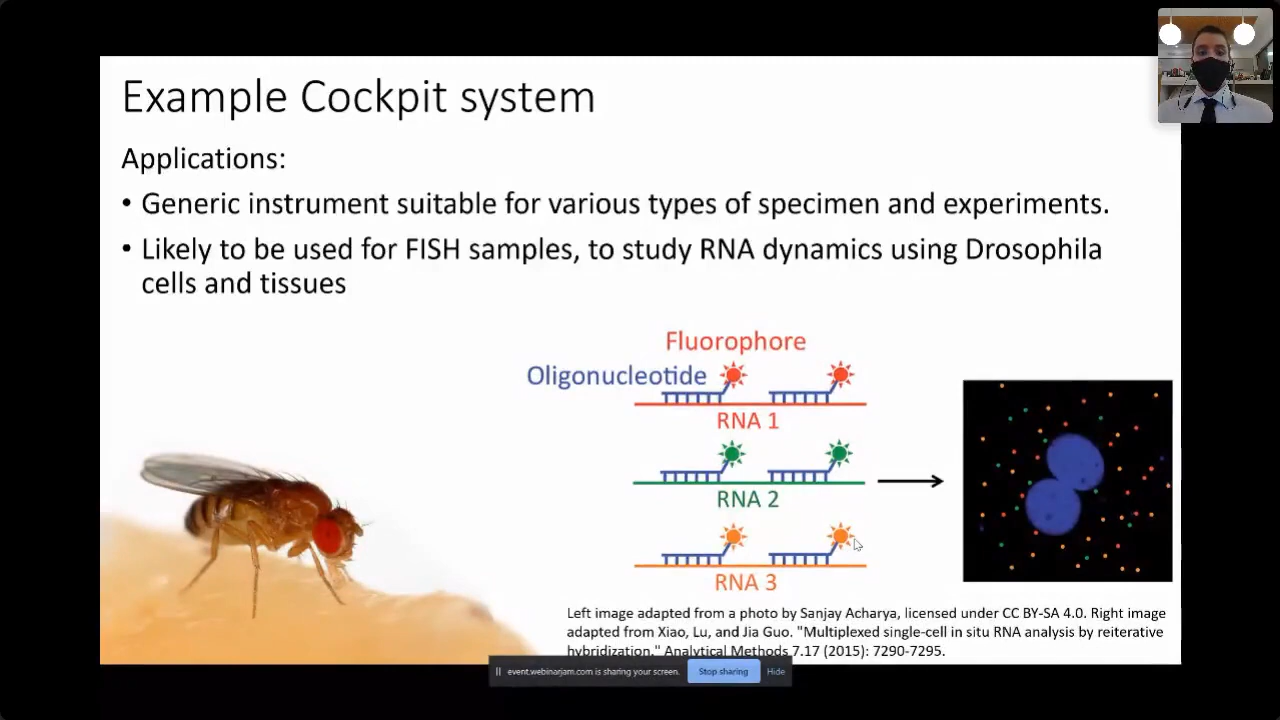 Example Cockpit system
Applications:
• Generic instrument suitable for various types of specimen and experiments.
• Likely to be used for FISH samples, to study RNA dynamics using Drosophila
cells and tissues
Fluorophore
Oligonucleotide
RNA 1
RNA 2
RNA 3
Left image adapted from a photo by Sanjay Acharya, licensed under CC BY-SA 4.0. Right image
adapted from Xiao, Lu, and Jia Guo. "Multiplexed single-cell in situ RNA analysis by reiterative
hybridization." Analytical Methods 7.17 (2015): 7290-7295.
event.webinarjam.com is sharing your screen. Stop sharing Hide